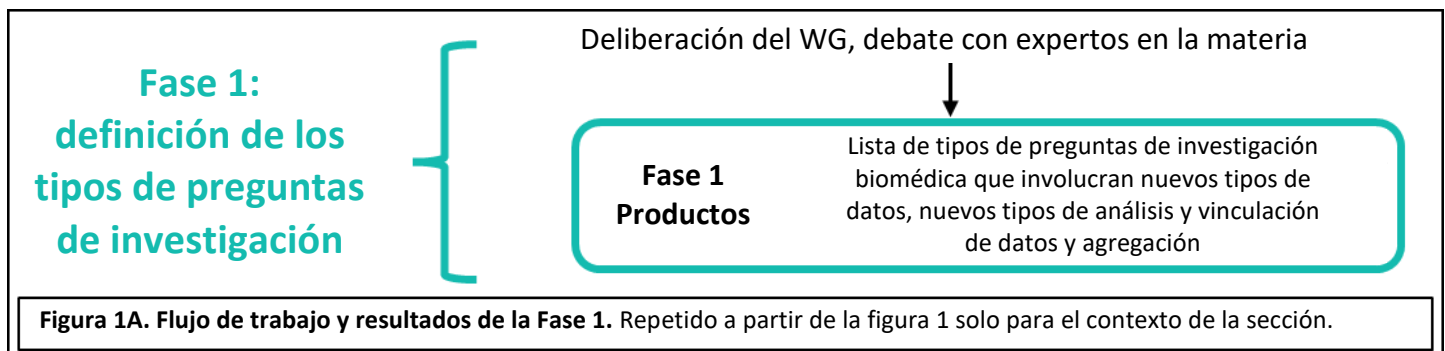 Fase 1:
definición de los
tipos de preguntas
de investigación
Deliberación del WG, debate con expertos en la materia
Fase 1
Productos
Lista de tipos de preguntas de investigación
biomédica que involucran nuevos tipos de
datos, nuevos tipos de análisis y vinculación
de datos y agregación
Figura 1A. Flujo de trabajo y resultados de la Fase 1. Repetido a partir de la figura 1 solo para el contexto de la sección.